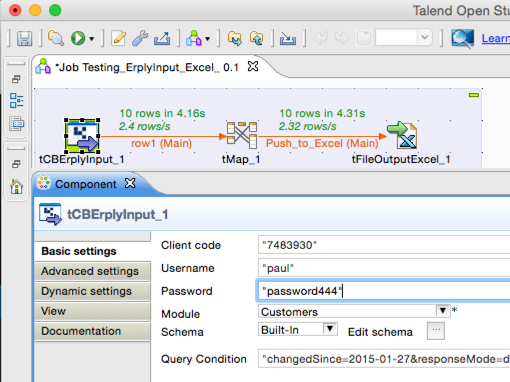 Talend Open Stu
Learn
*Job Testing_ErplyInput_Excel_ 0.1
10 rows in 4.16s
2.4 rows/s
row1 (Main)
10 rows in 4.31s
2.32 rows/s
Push_to_Excel (Main)
tCBErplyInput_1
tMap_1
tFileOutputExcel_1
Component
tCBErplyInput_1
Basic settings
Advanced settings
Dynamic settings
View
Documentation
Client code
"7483930"
Username
"paul"
Password
"password444"
Module
Customers
*
Schema
Built-In
Edit schema
...
Query Condition
"changedSince=2015-01-27&responseMode=d